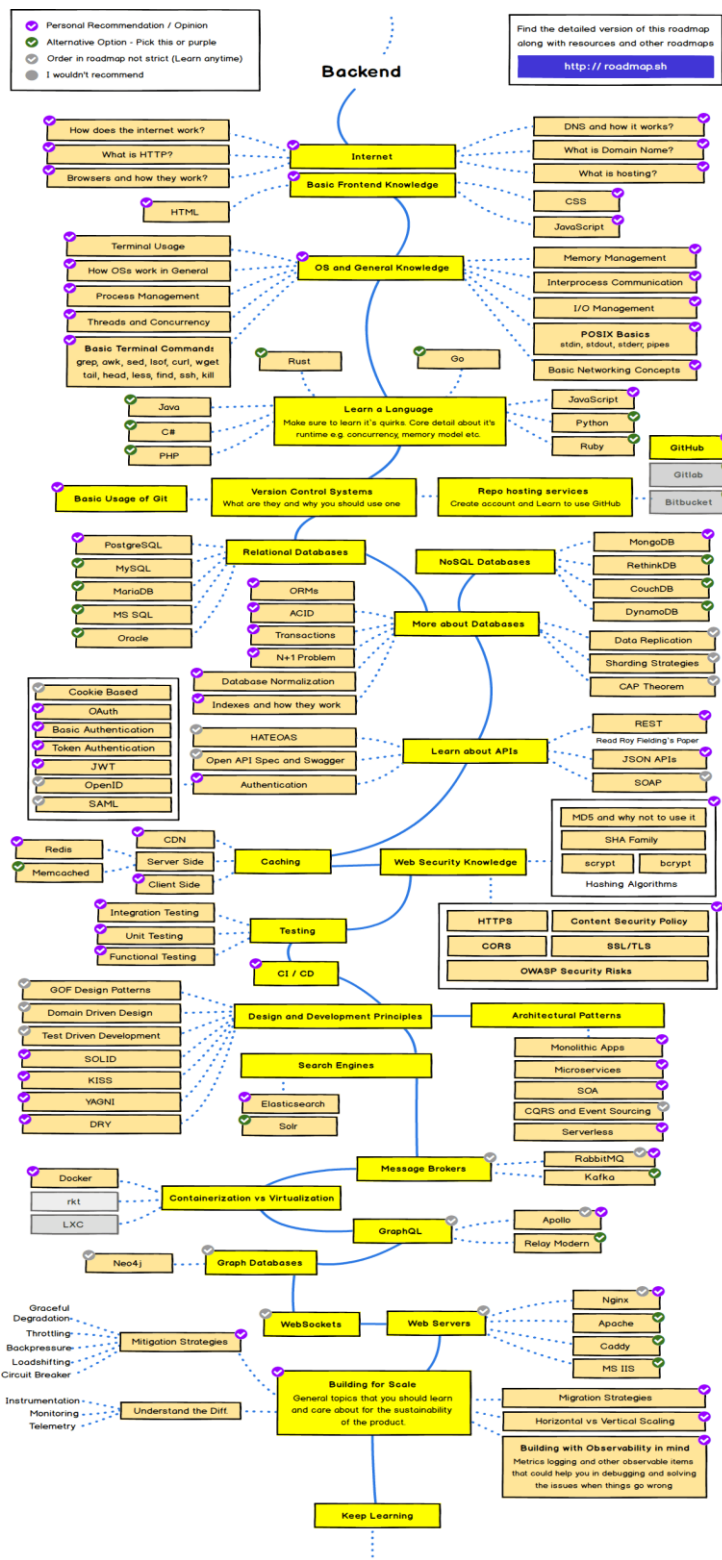 Personal Recommendation / Opinion
Alternative Option - Pick this or purple
Order in roadmap not strict (Learn anytime)
I wouldn't recommend
Find the detailed version of this roadmap
along with resources and other roadmaps
http:// roadmap.sh
Backend
How does the internet work?
What is HTTP?
Browsers and how they work?
Internet
DNS and how it works?
What is Domain Name?
What is hosting?
Basic Frontend Knowledge
HTML
CSS
JavaScript
Terminal Usage
How OSs work in General
Process Management
Threads and Concurrency
Basic Terminal Commands
grep, awk, sed, lsof, curl, wget
tail, head, less, find, ssh, kill
OS and General Knowledge
Memory Management
Interprocess Communication
I/O Management
POSIX Basics
stdin, stdout, stderr, pipes
Basic Networking Concepts
Rust
Go
Java
C#
PHP
Learn a Language
Make sure to learn it's quirks. Core detail about it's
runtime e.g. concurrency, memory model etc.
JavaScript
Python
Ruby
GitHub
Gitlab
Bitbucket
Basic Usage of Git
Version Control Systems
What are they and why you should use one
Repo hosting services
Create account and Learn to use GitHub
PostgreSQL
MySQL
MariaDB
MS SQL
Oracle
Relational Databases
NoSQL Databases
MongoDB
RethinkDB
CouchDB
DynamoDB
ORMs
ACID
Transactions
N+1 Problem
Database Normalization
Indexes and how they work
More about Databases
Data Replication
Sharding Strategies
CAP Theorem
Cookie Based
OAuth
Basic Authentication
Token Authentication
JWT
OpenID
SAML
HATEOAS
Open API Spec and Swagger
Authentication
Learn about APIs
REST
Read Roy Fielding's Paper
JSON APIs
SOAP
Redis
Memcached
CDN
Server Side
Client Side
Caching
Web Security Knowledge
MD5 and why not to use it
SHA Family
scrypt
bcrypt
Hashing Algorithms
Integration Testing
Unit Testing
Functional Testing
Testing
HTTPS
Content Security Policy
CORS
SSL/TLS
OWASP Security Risks
CI / CD
GOF Design Patterns
Domain Driven Design
Test Driven Development
SOLID
KISS
YAGNI
DRY
Design and Development Principles
Architectural Patterns
Monolithic Apps
Microservices
SOA
CQRS and Event Sourcing
Serverless
Search Engines
Elasticsearch
Solr
Message Brokers
RabbitMQ
Kafka
Docker
rkt
LXC
Containerization vs Virtualization
GraphQL
Apollo
Relay Modern
Neo4j
Graph Databases
WebSockets
Web Servers
Nginx
Apache
Caddy
MS IIS
Graceful
Degradation
Throttling
Backpressure
Loadshifting
Circuit Breaker
Mitigation Strategies
Instrumentation
Monitoring
Telemetry
Understand the Diff.
Building for Scale
General topics that you should learn
and care about for the sustainability
of the product.
Migration Strategies
Horizontal vs Vertical Scaling
Building with Observability in mind
Metrics logging and other observable items
that could help you in debugging and solving
the issues when things go wrong
Keep Learning